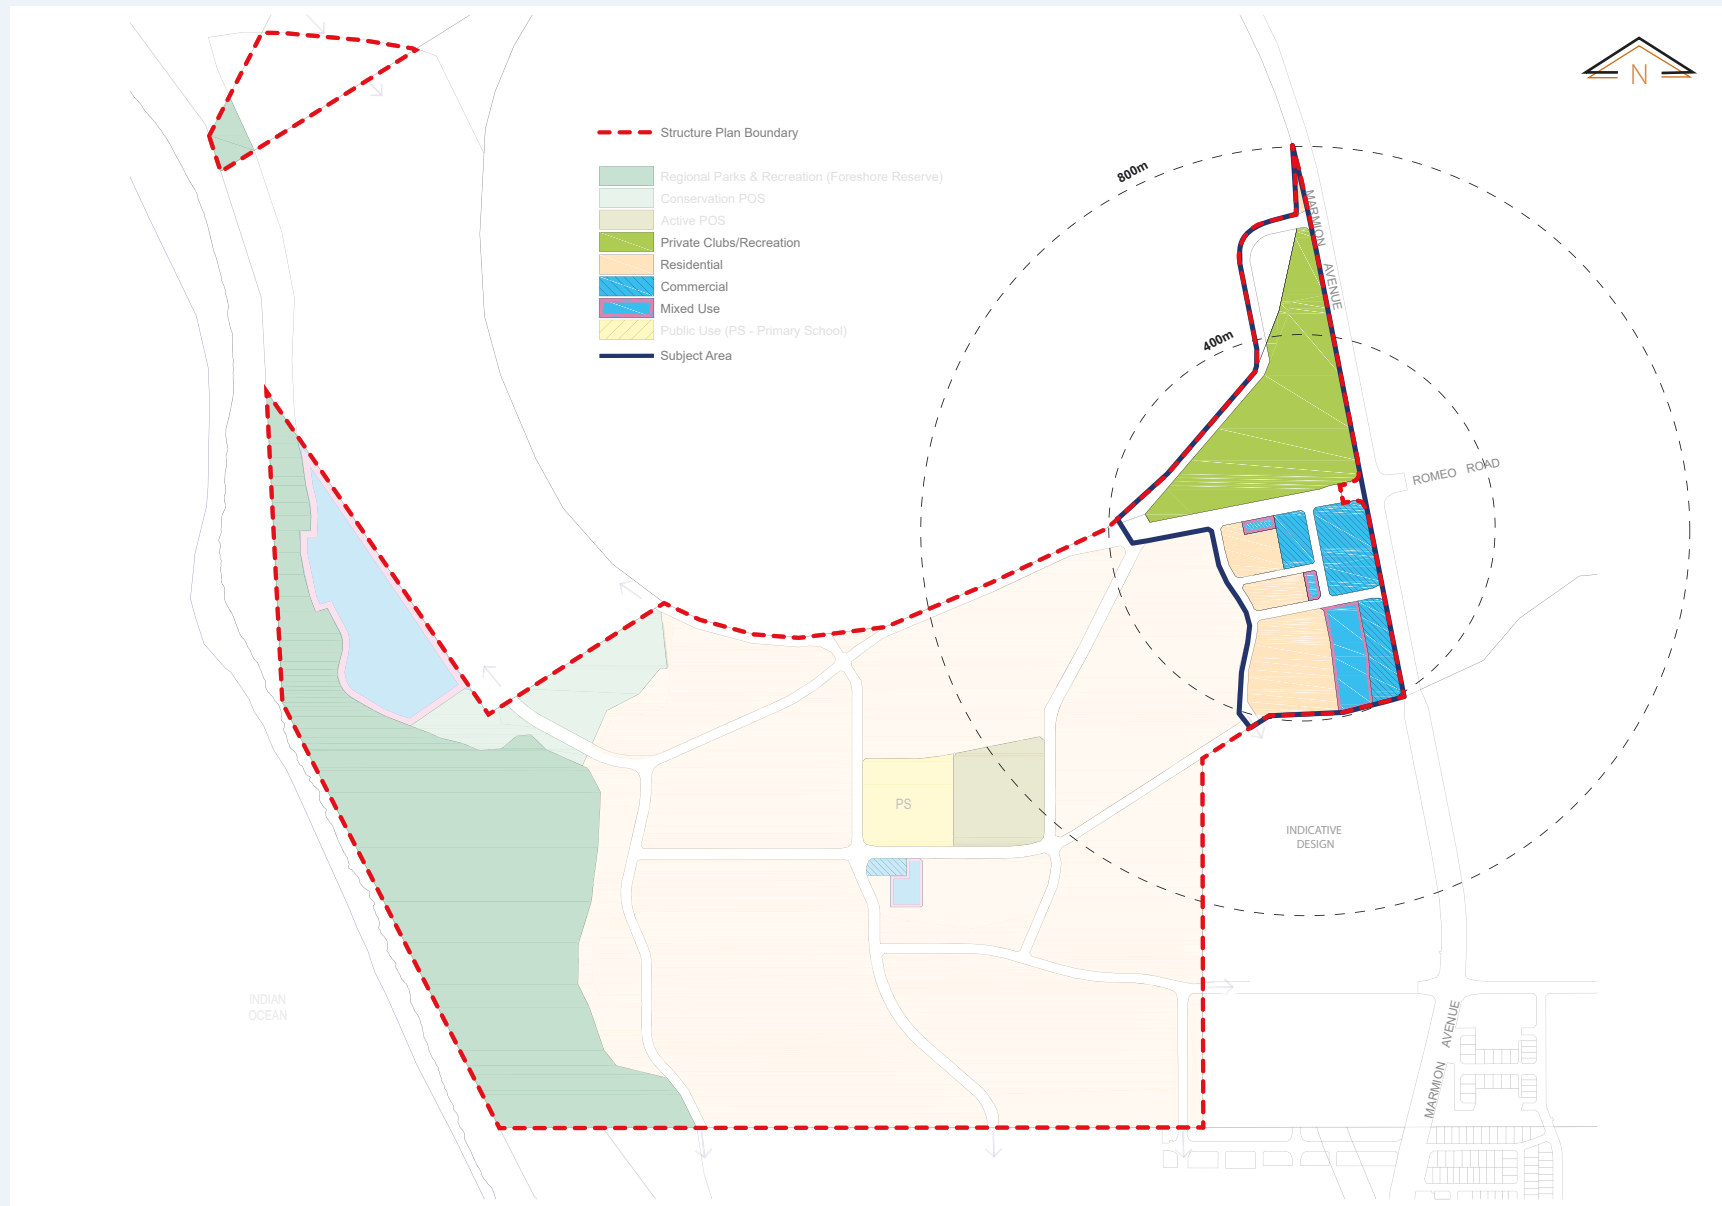 N
Structure Plan Boundary
Regional Parks & Recreation (Foreshore Reserve)
Conservation POS
Active POS
Private Clubs/Recreation
Residential
Commercial
Mixed Use
Public Use (PS - Primary School)
Subject Area
800m
400m
MARMION AVENUE
ROMEO ROAD
PS
INDICATIVE
DESIGN
INDIAN
OCEAN
MARMION AVENUE